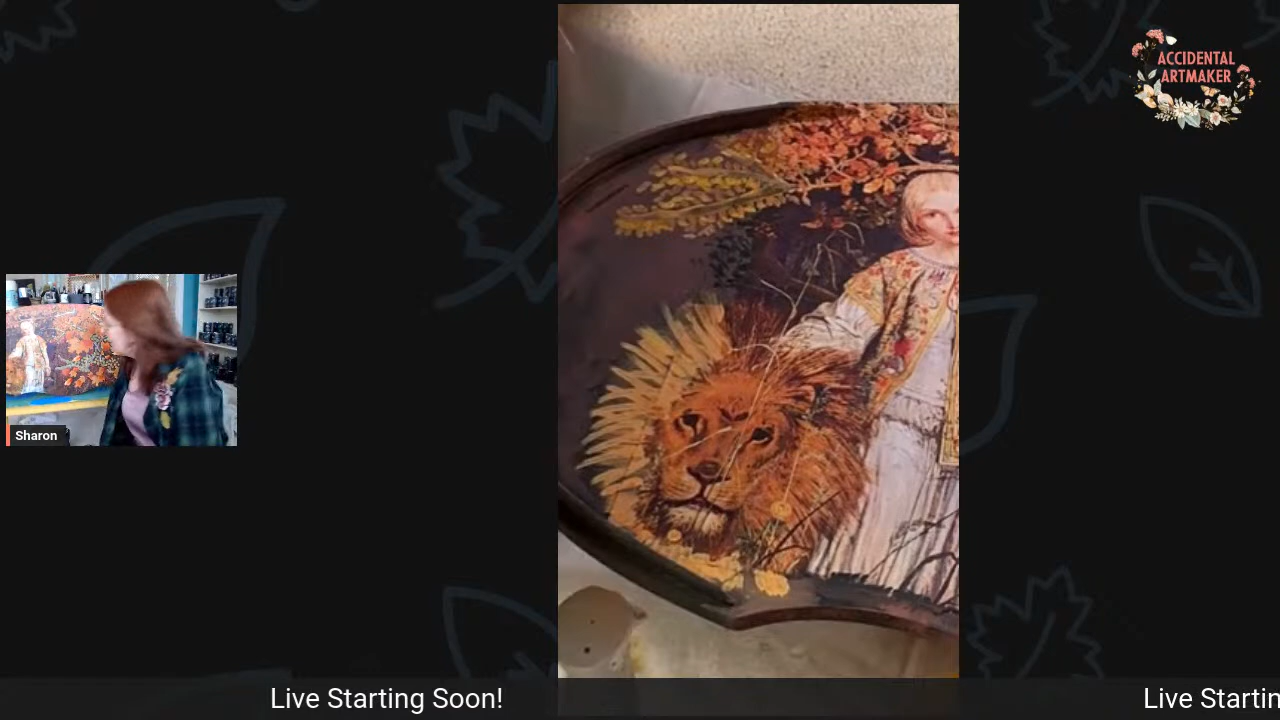 ACCIDENTAL
ARTMAKER
Sharon
Live Starting Soon!
Live Startin